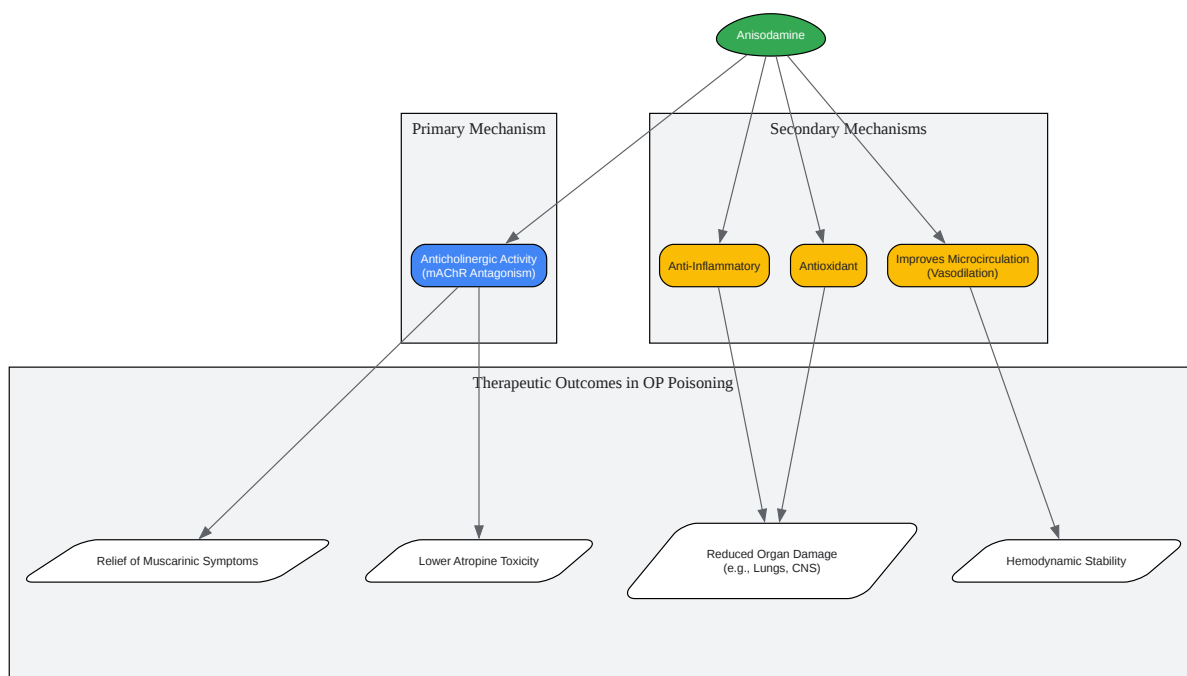 Anisodamine
Primary Mechanism
Secondary Mechanisms
Anticholinergic Activity
(mAChR Antagonism)
Anti-Inflammatory
Antioxidant
Improves Microcirculation
(Vasodilation)
Therapeutic Outcomes in OP Poisoning
Relief of Muscarinic Symptoms
Lower Atropine Toxicity
Reduced Organ Damage
(e.g., Lungs, CNS)
Hemodynamic Stability